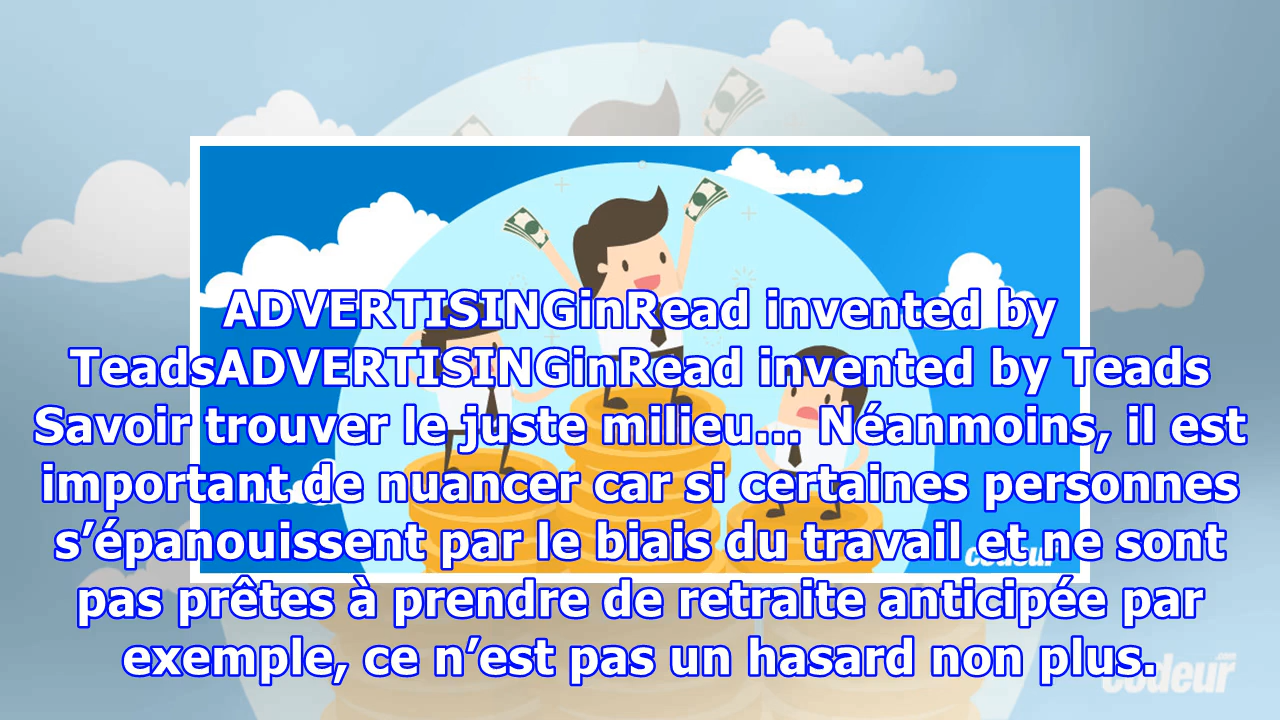 ADVERTISINGinRead invented by
TeadsADVERTISINGinRead invented by Teads
Savoir trouver le juste milieu... Néanmoins, il est
important de nuancer car si certaines personnes
s’épanouissent par le biais du travail et ne sont
pas prêtes à prendre de retraite anticipée par
exemple, ce n’est pas un hasard non plus.
codeur
codeur